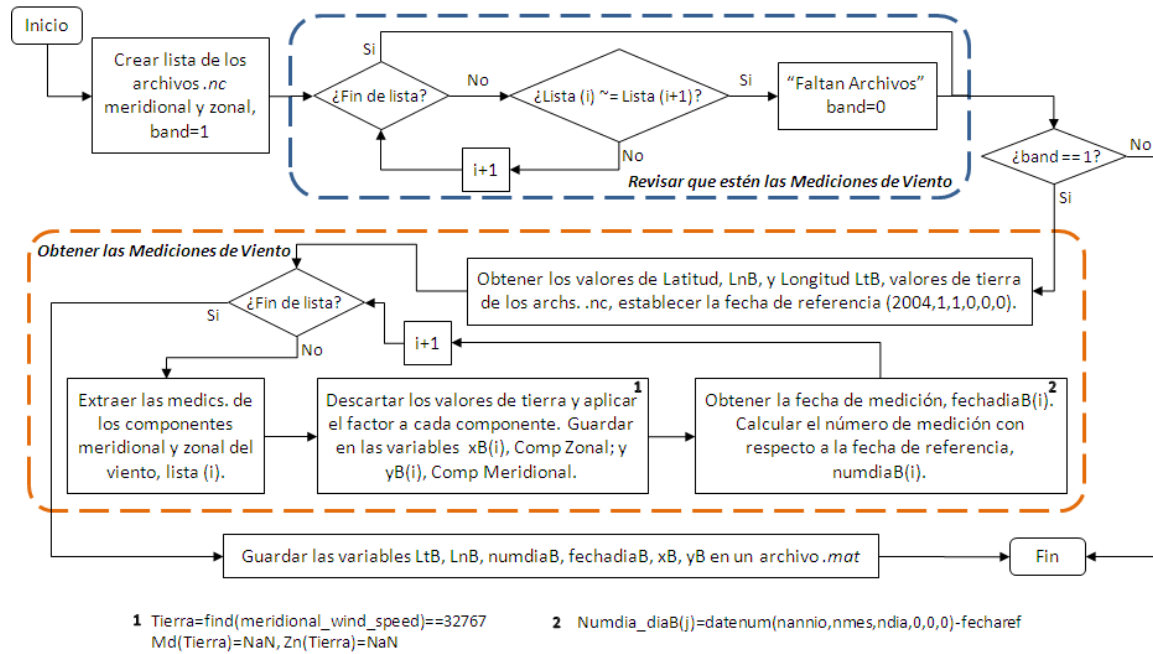 Inicio
Crear lista de los
archivos .nc
meridional y zonal,
band=1
Si
¿Fin de lista?
No
¿Lista (i) ~= Lista (i+1)?
Si
"Faltan Archivos"
band=0
No
i+1
Revisar que estén las Mediciones de Viento
¿band == 1?
No
Si
Obtener las Mediciones de Viento
Obtener los valores de Latitud, LnB, y Longitud LtB, valores de tierra
de los archs. .nc, establecer la fecha de referencia (2004,1,1,0,0,0).
¿Fin de lista?
Si
No
i+1
Extraer las medics. de
los componentes
meridional y zonal del
viento, lista (i).
1
Descartar los valores de tierra y aplicar
el factor a cada componente. Guardar
en las variables xB(i), Comp Zonal; y
yB(i), Comp Meridional.
2
Obtener la fecha de medición, fechadiaB(i).
Calcular el número de medición con
respecto a la fecha de referencia,
numdiaB(i).
Guardar las variables LtB, LnB, numdiaB, fechadiaB, xB, yB en un archivo .mat
Fin
1 Tierra=find(meridional_wind_speed)==32767
Md(Tierra)=NaN, Zn(Tierra)=NaN
2 Numdia_diaB(j)=datenum(nannio,nmes,ndia,0,0,0)-fecharef